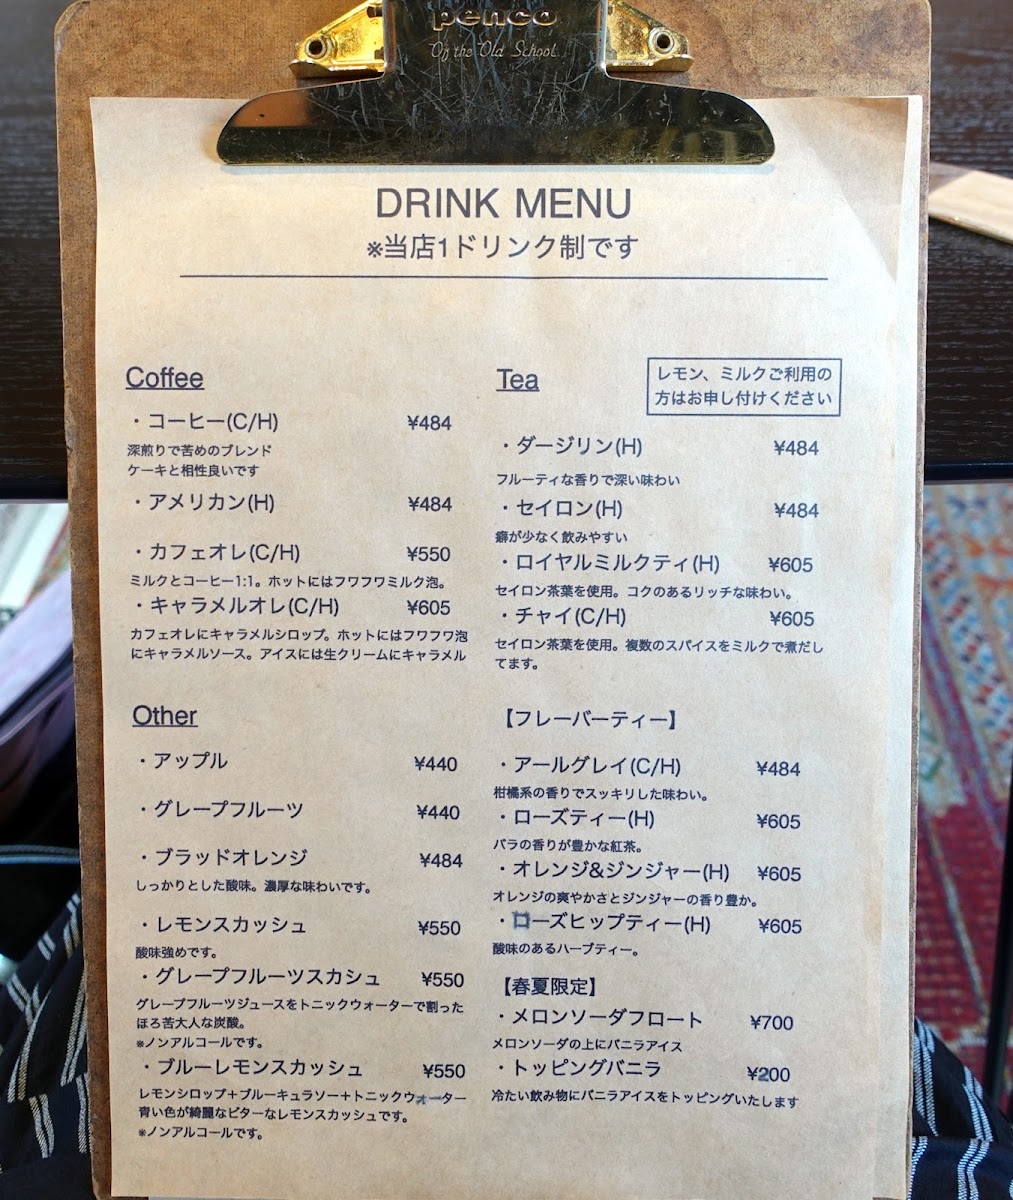 penco
Of the Old School
DRINK MENU
※当店1ドリンク制です
Coffee
・コーヒー(C/H) ¥484
深煎りで苦めのブレンド
ケーキと相性良いです
・アメリカン(H) ¥484
・カフェオレ(C/H) ¥550
ミルクとコーヒー1:1。ホットにはフワフワミルク泡。
・キャラメルオレ(C/H) ¥605
カフェオレにキャラメルシロップ。ホットにはフワフワ泡
にキャラメルソース。アイスには生クリームにキャラメル
Other
・アップル ¥440
・グレープフルーツ ¥440
・ブラッドオレンジ ¥484
しっかりとした酸味。濃厚な味わいです。
・レモンスカッシュ ¥550
酸味強めです。
・グレープフルーツスカシュ ¥550
グレープフルーツジュースをトニックウォーターで割った
ほろ苦大人な炭酸。
※ノンアルコールです。
・ブルーレモンスカッシュ ¥550
レモンシロップ＋ブルーキュラソー＋トニックウォーター
青い色が綺麗なビターなレモンスカッシュです。
※ノンアルコールです。
Tea
レモン、ミルクご利用の
方はお申し付けください
・ダージリン(H) ¥484
フルーティな香りで深い味わい
・セイロン(H) ¥484
癖が少なく飲みやすい
・ロイヤルミルクティ(H) ¥605
セイロン茶葉を使用。コクのあるリッチな味わい。
・チャイ(C/H) ¥605
セイロン茶葉を使用。複数のスパイスをミルクで煮だし
てます。
【フレーバーティー】
・アールグレイ(C/H) ¥484
柑橘系の香りでスッキリした味わい。
・ローズティー(H) ¥605
バラの香りが豊かな紅茶。
・オレンジ&ジンジャー(H) ¥605
オレンジの爽やかさとジンジャーの香り豊か。
・ローズヒップティー(H) ¥605
酸味のあるハーブティー。
【春夏限定】
・メロンソーダフロート ¥700
メロンソーダの上にバニラアイス
・トッピングバニラ ¥200
冷たい飲み物にバニラアイスをトッピングいたします